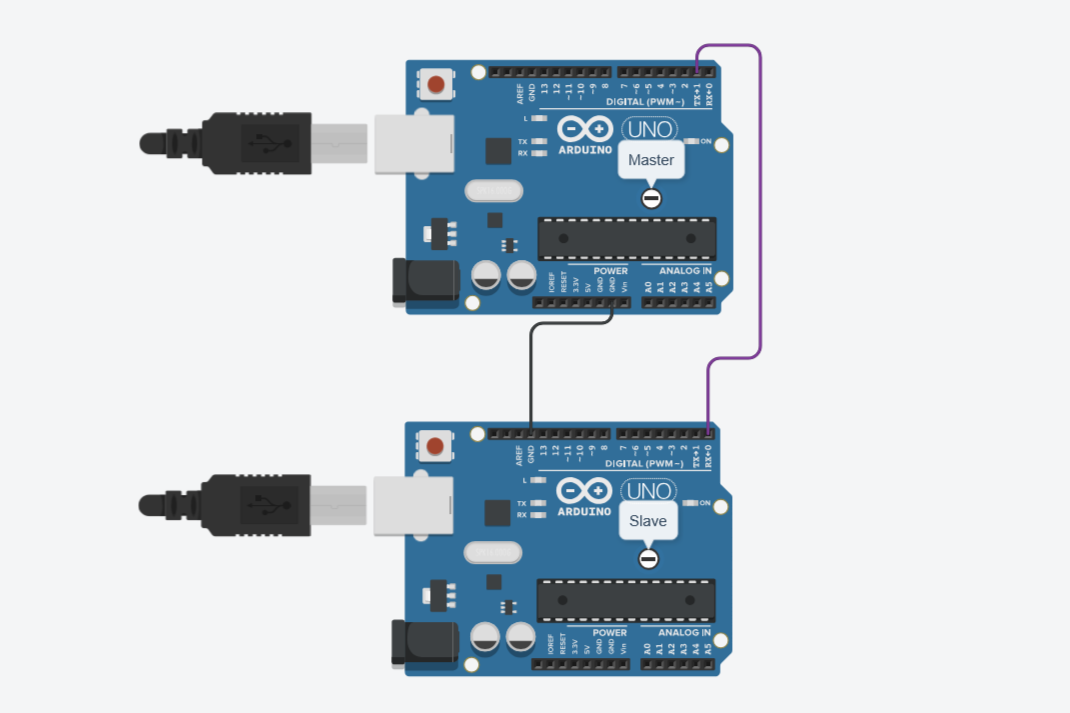 AREF
GND
13
12
~11
~10
~9
8
7
~6
~5
4
~3
2
TX→1
RX←0
DIGITAL (PWM~)
L
TX
RX
ARDUINO
UNO
ON
Master
POWER
ANALOG IN
IOREF
RESET
3.3V
5V
GND
GND
Vin
A0
A1
A2
A3
A4
A5
AREF
GND
13
12
~11
~10
~9
8
7
~6
~5
4
~3
2
TX→1
RX←0
DIGITAL (PWM~)
L
TX
RX
ARDUINO
UNO
ON
Slave
POWER
ANALOG IN
IOREF
RESET
3.3V
5V
GND
GND
Vin
A0
A1
A2
A3
A4
A5